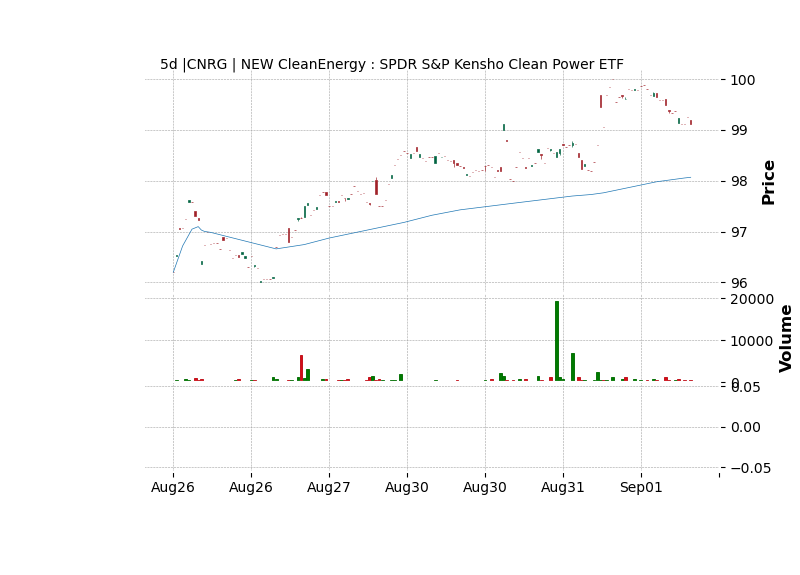 5d |CNRG | NEW CleanEnergy : SPDR S&P Kensho Clean Power ETF
100
99
98
97
96
Price
20000
10000
0
Volume
0.05
0.00
−0.05
Aug26 Aug26 Aug27 Aug30 Aug30 Aug31 Sep01